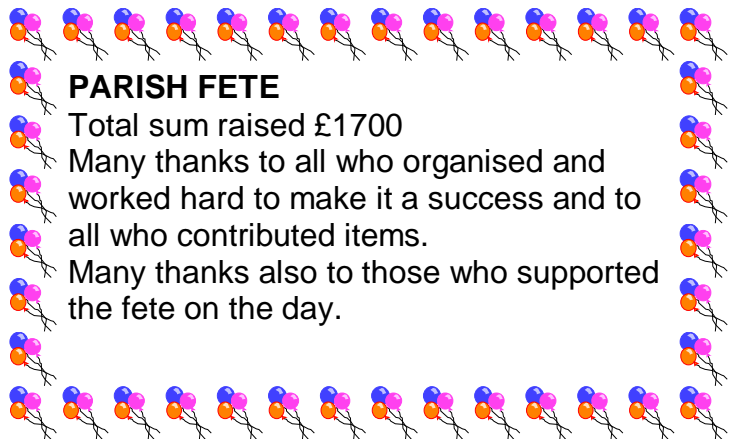 PARISH FETE
Total sum raised £1700
Many thanks to all who organised and
worked hard to make it a success and to
all who contributed items.
Many thanks also to those who supported
the fete on the day.